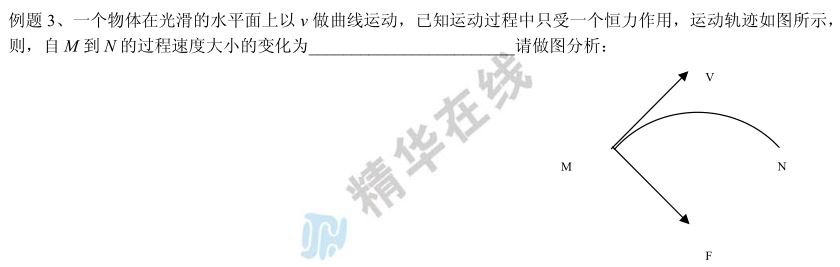 例题 3、一个物体在光滑的水平面上以 v 做曲线运动，已知运动过程中只受一个恒力作用，运动轨迹如图所示，
则，自 M 到 N 的过程速度大小的变化为________________________请做图分析：
精华在线
V
M
N
F